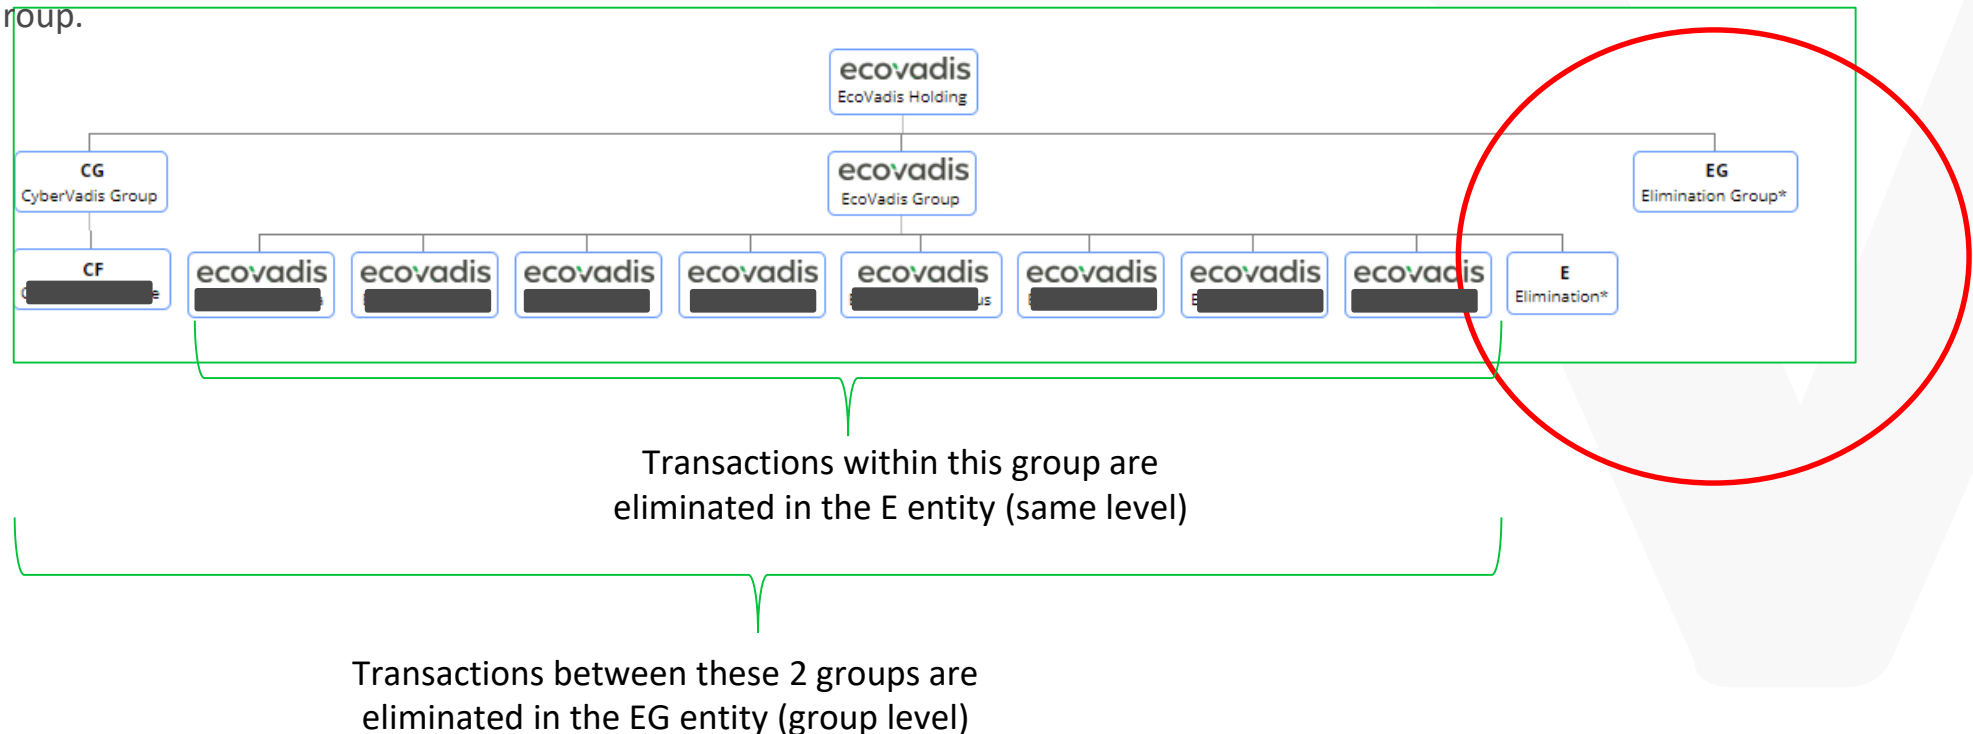 roup.
ecovadis
EcoVadis Holding
CG
CyberVadis Group
ecovadis
EcoVadis Group
EG
Elimination Group*
CF
ecovadis
ecovadis
ecovadis
ecovadis
ecovadis
ecovadis
ecovadis
ecovadis
E
Elimination*
Transactions within this group are
eliminated in the E entity (same level)
Transactions between these 2 groups are
eliminated in the EG entity (group level)